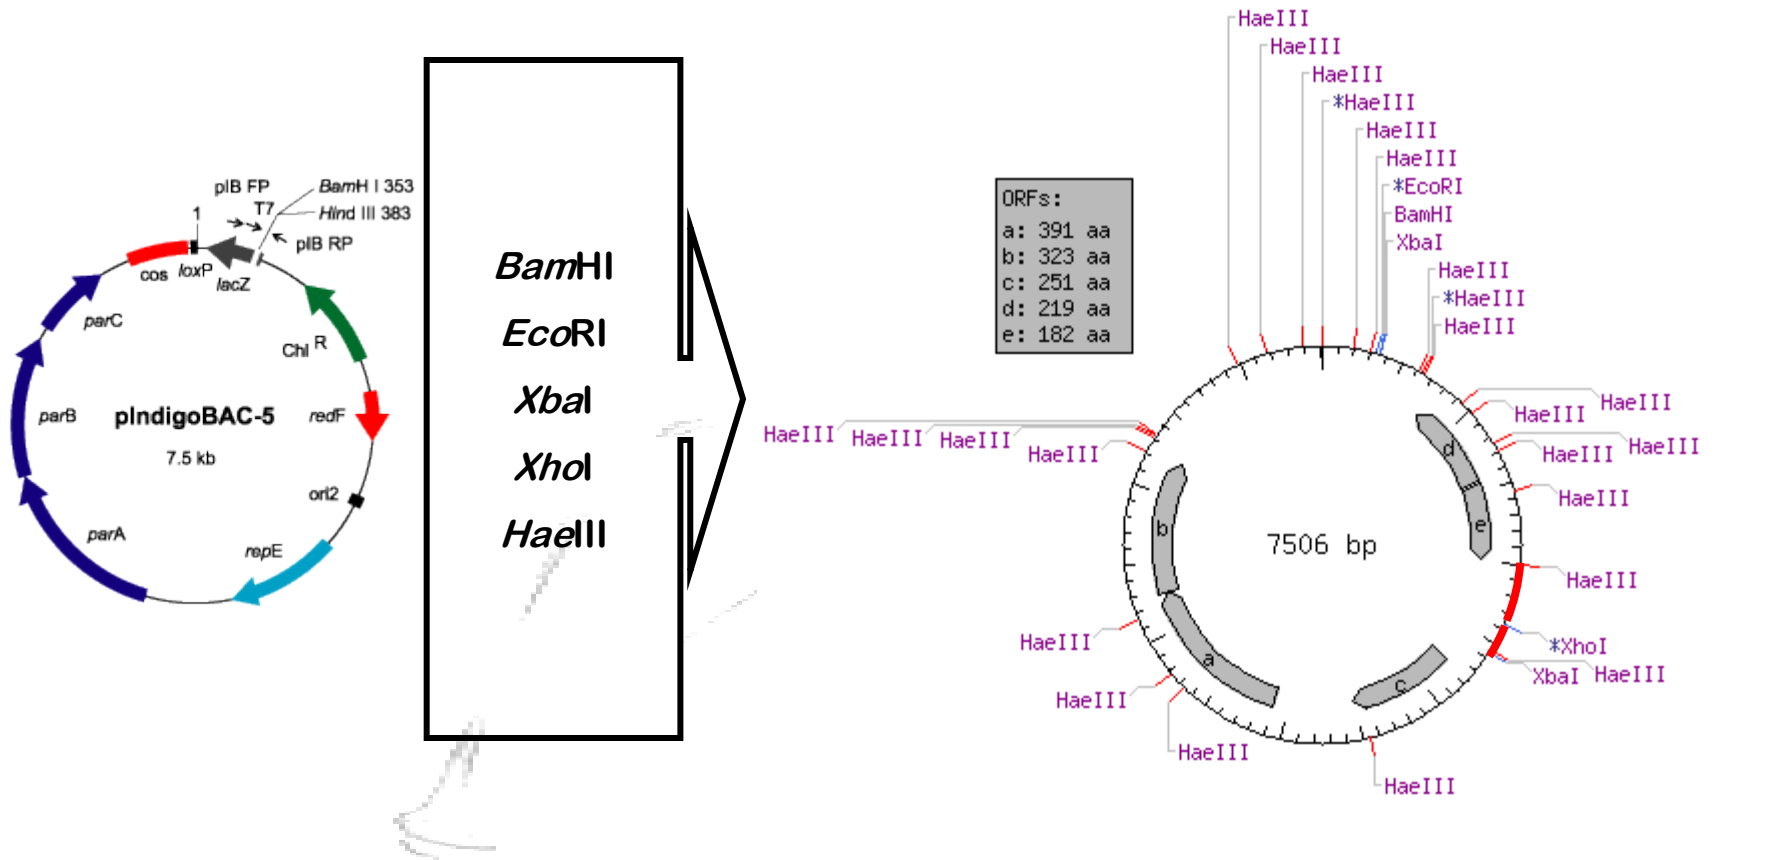 pIB FP
BamH I 353
T7
Hind III 383
1
pIB RP
cos
loxP
lacZ
parC
Chl R
parB
pIndigoBAC-5
redF
7.5 kb
ori2
parA
repE
BamHI
EcoRI
XbaI
XhoI
HaeIII
ORFs:
a: 391 aa
b: 323 aa
c: 251 aa
d: 219 aa
e: 182 aa
HaeIII
HaeIII
HaeIII
*HaeIII
HaeIII
HaeIII
*EcoRI
BamHI
XbaI
HaeIII
*HaeIII
HaeIII
HaeIII
HaeIII
HaeIII
HaeIII
HaeIII
HaeIII
*XhoI
XbaI HaeIII
HaeIII
HaeIII
HaeIII
HaeIII
HaeIII HaeIII HaeIII
HaeIII
d
e
b
7506 bp
a
c